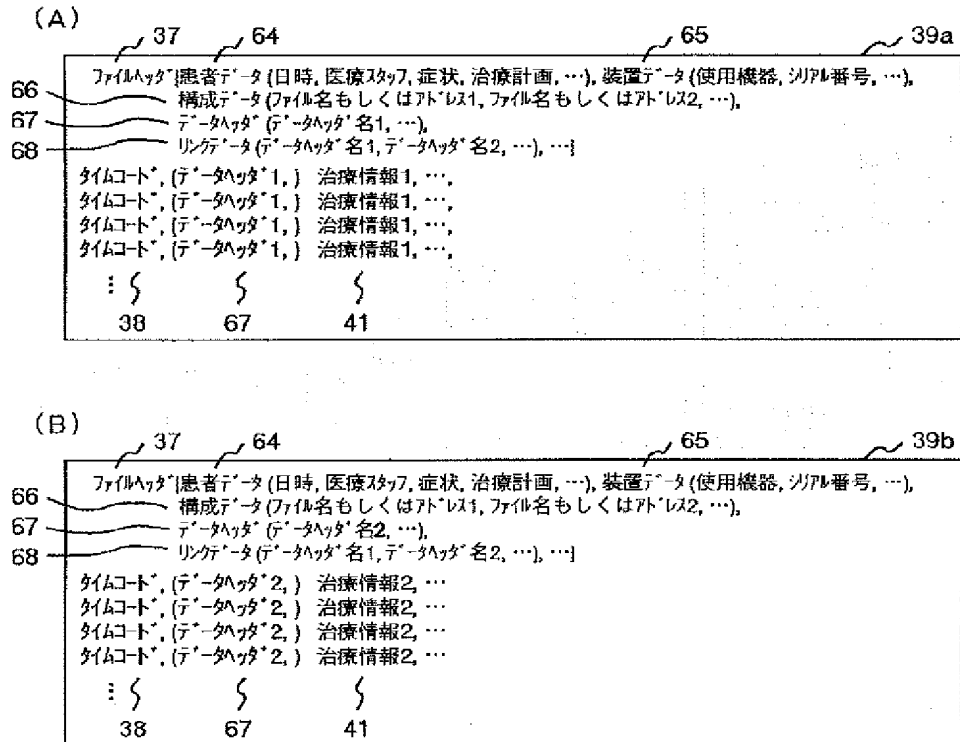 (A)
37 64 65 39a
ファイルヘッダ{患者データ(日時, 医療スタッフ, 症状, 治療計画, …), 装置データ(使用機器, シリアル番号, …),
66 構成データ(ファイル名もしくはアドレス1, ファイル名もしくはアドレス2, …),
67 データヘッダ(データヘッダ名1, …),
68 リンクデータ(データヘッダ名1, データヘッダ名2, …), …}
タイムコード, (データヘッダ1,) 治療情報1, …,
タイムコード, (データヘッダ1,) 治療情報1, …,
タイムコード, (データヘッダ1,) 治療情報1, …,
タイムコード, (データヘッダ1,) 治療情報1, …,
⋮
38 67 41
(B)
37 64 65 39b
ファイルヘッダ{患者データ(日時, 医療スタッフ, 症状, 治療計画, …), 装置データ(使用機器, シリアル番号, …),
66 構成データ(ファイル名もしくはアドレス1, ファイル名もしくはアドレス2, …),
67 データヘッダ(データヘッダ名2, …),
68 リンクデータ(データヘッダ名1, データヘッダ名2, …), …}
タイムコード, (データヘッダ2,) 治療情報2, …
タイムコード, (データヘッダ2,) 治療情報2, …
タイムコード, (データヘッダ2,) 治療情報2, …
タイムコード, (データヘッダ2,) 治療情報2, …
⋮
38 67 41